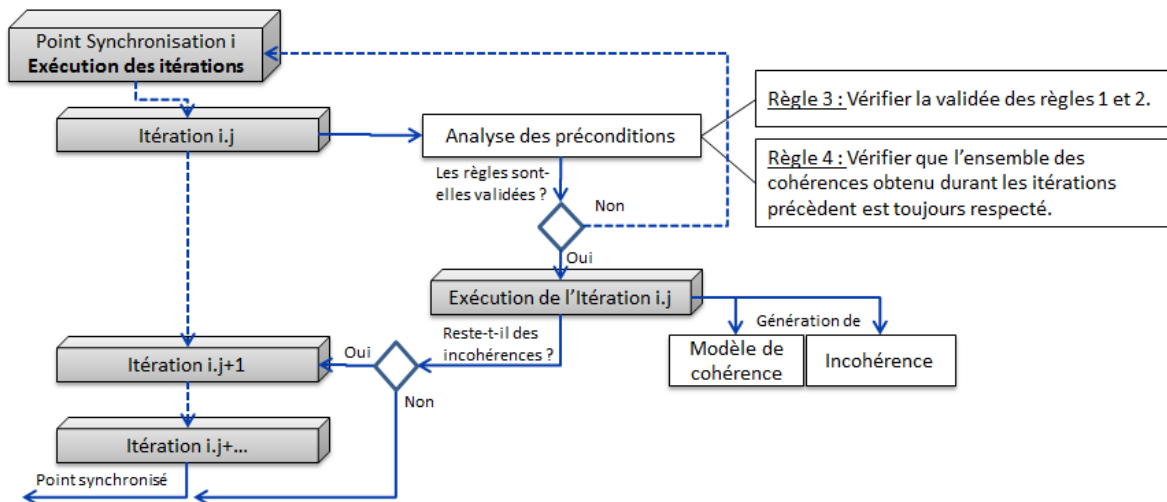 Point Synchronisation i
Exécution des itérations
Itération i.j
Analyse des préconditions
Règle 3 : Vérifier la validée des règles 1 et 2.
Règle 4 : Vérifier que l'ensemble des
cohérences obtenu durant les itérations
précèdent est toujours respecté.
Les règles sont-
elles validées ?
Non
Oui
Exécution de l'Itération i.j
Génération de
Modèle de
cohérence
Incohérence
Reste-t-il des
incohérences ?
Oui
Itération i.j+1
Non
Itération i.j+...
Point synchronisé